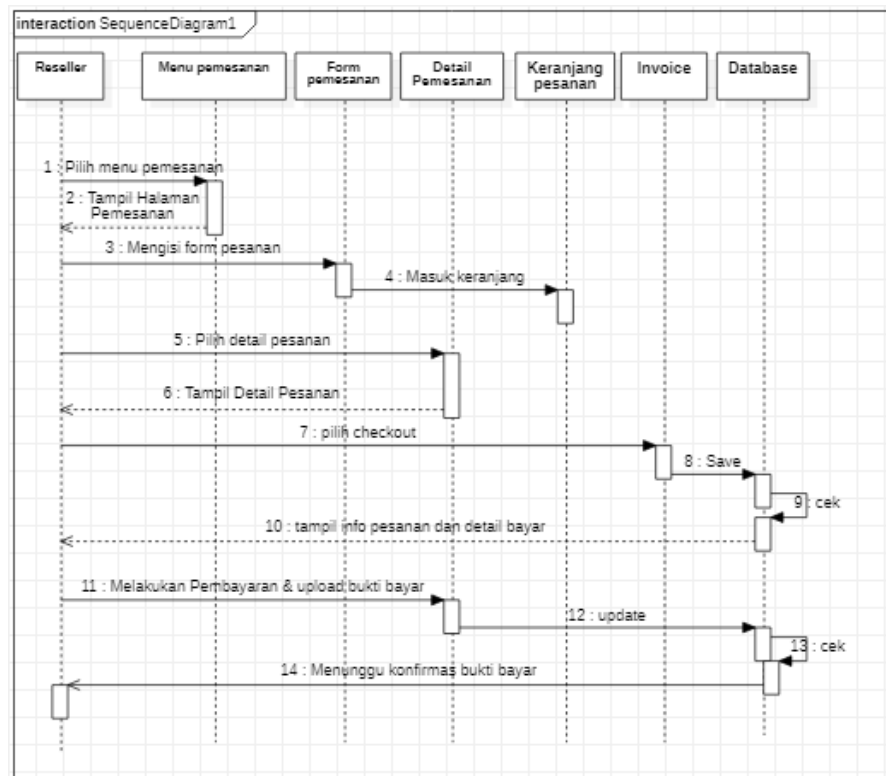 interaction SequenceDiagram1
Reseller
Menu pemesanan
Form
pemesanan
Detail
Pemesanan
Keranjang
pesanan
Invoice
Database
1 : Pilih menu pemesanan
2 : Tampil Halaman
Pemesanan
3 : Mengisi form pesanan
4 : Masuk keranjang
5 : Pilih detail pesanan
6 : Tampil Detail Pesanan
7 : pilih checkout
8 : Save
9 : cek
10 : tampil info pesanan dan detail bayar
11 : Melakukan Pembayaran & upload bukti bayar
12 : update
13 : cek
14 : Menunggu konfirmas bukti bayar